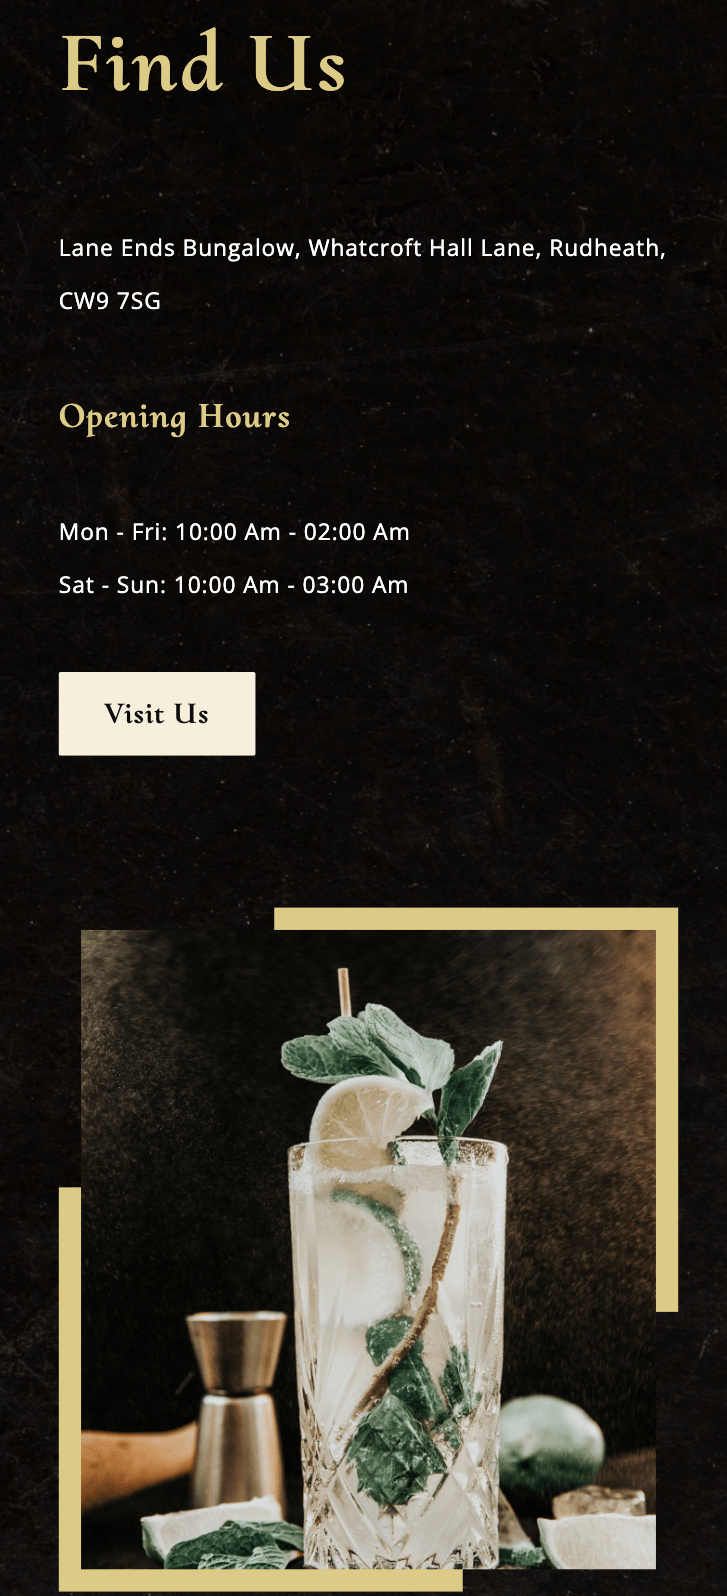 Find Us
Lane Ends Bungalow, Whatcroft Hall Lane, Rudheath,
CW9 7SG
Opening Hours
Mon - Fri: 10:00 Am - 02:00 Am
Sat - Sun: 10:00 Am - 03:00 Am
Visit Us